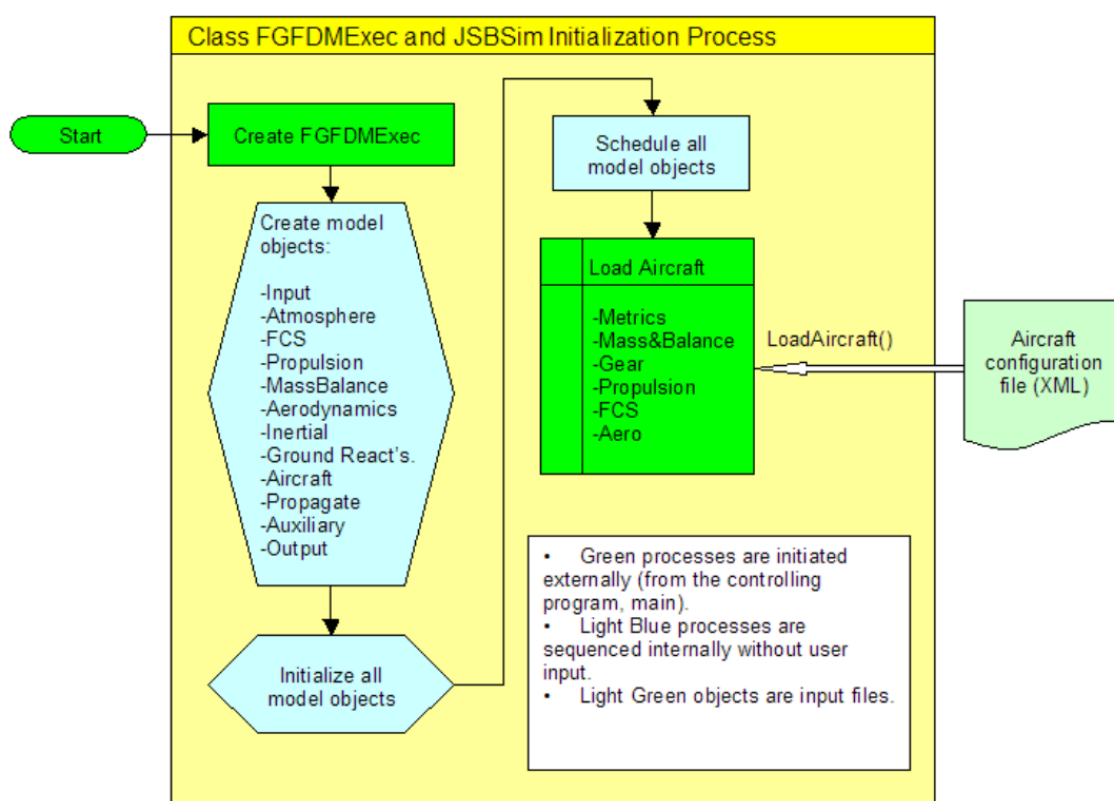 Class FGFDMExec and JSBSim Initialization Process
Start
Create FGFDMExec
Create model
objects:
-Input
-Atmosphere
-FCS
-Propulsion
-MassBalance
-Aerodynamics
-Inertial
-Ground React's.
-Aircraft
-Propagate
-Auxiliary
-Output
Initialize all
model objects
Schedule all
model objects
Load Aircraft
-Metrics
-Mass&Balance
-Gear
-Propulsion
-FCS
-Aero
LoadAircraft()
Aircraft
configuration
file (XML)
• Green processes are initiated
externally (from the controlling
program, main).
• Light Blue processes are
sequenced internally without user
input.
• Light Green objects are input files.